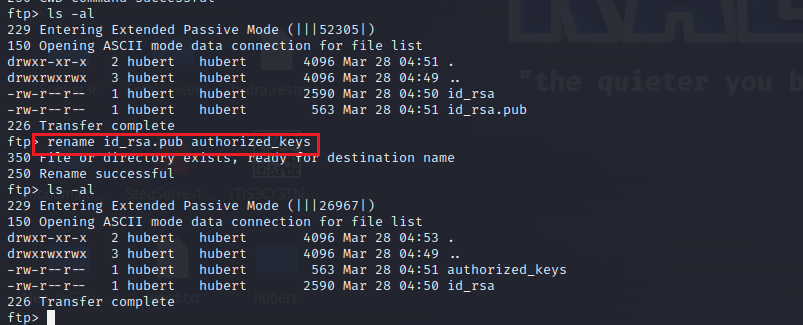 250 CWD command successful
ftp> ls -al
229 Entering Extended Passive Mode (|||52305|)
150 Opening ASCII mode data connection for file list
drwxr-xr-x   2 hubert   hubert       4096 Mar 28 04:51 .
drwxrwxrwx   3 hubert   hubert       4096 Mar 28 04:49 ..
-rw-r--r--   1 hubert   hubert       2590 Mar 28 04:50 id_rsa
-rw-r--r--   1 hubert   hubert        563 Mar 28 04:51 id_rsa.pub
226 Transfer complete
ftp> rename id_rsa.pub authorized_keys
350 File or directory exists, ready for destination name
250 Rename successful
ftp> ls -al
229 Entering Extended Passive Mode (|||26967|)
150 Opening ASCII mode data connection for file list
drwxr-xr-x   2 hubert   hubert       4096 Mar 28 04:53 .
drwxrwxrwx   3 hubert   hubert       4096 Mar 28 04:49 ..
-rw-r--r--   1 hubert   hubert        563 Mar 28 04:51 authorized_keys
-rw-r--r--   1 hubert   hubert       2590 Mar 28 04:50 id_rsa
226 Transfer complete
ftp>
"the quieter you b
hubert